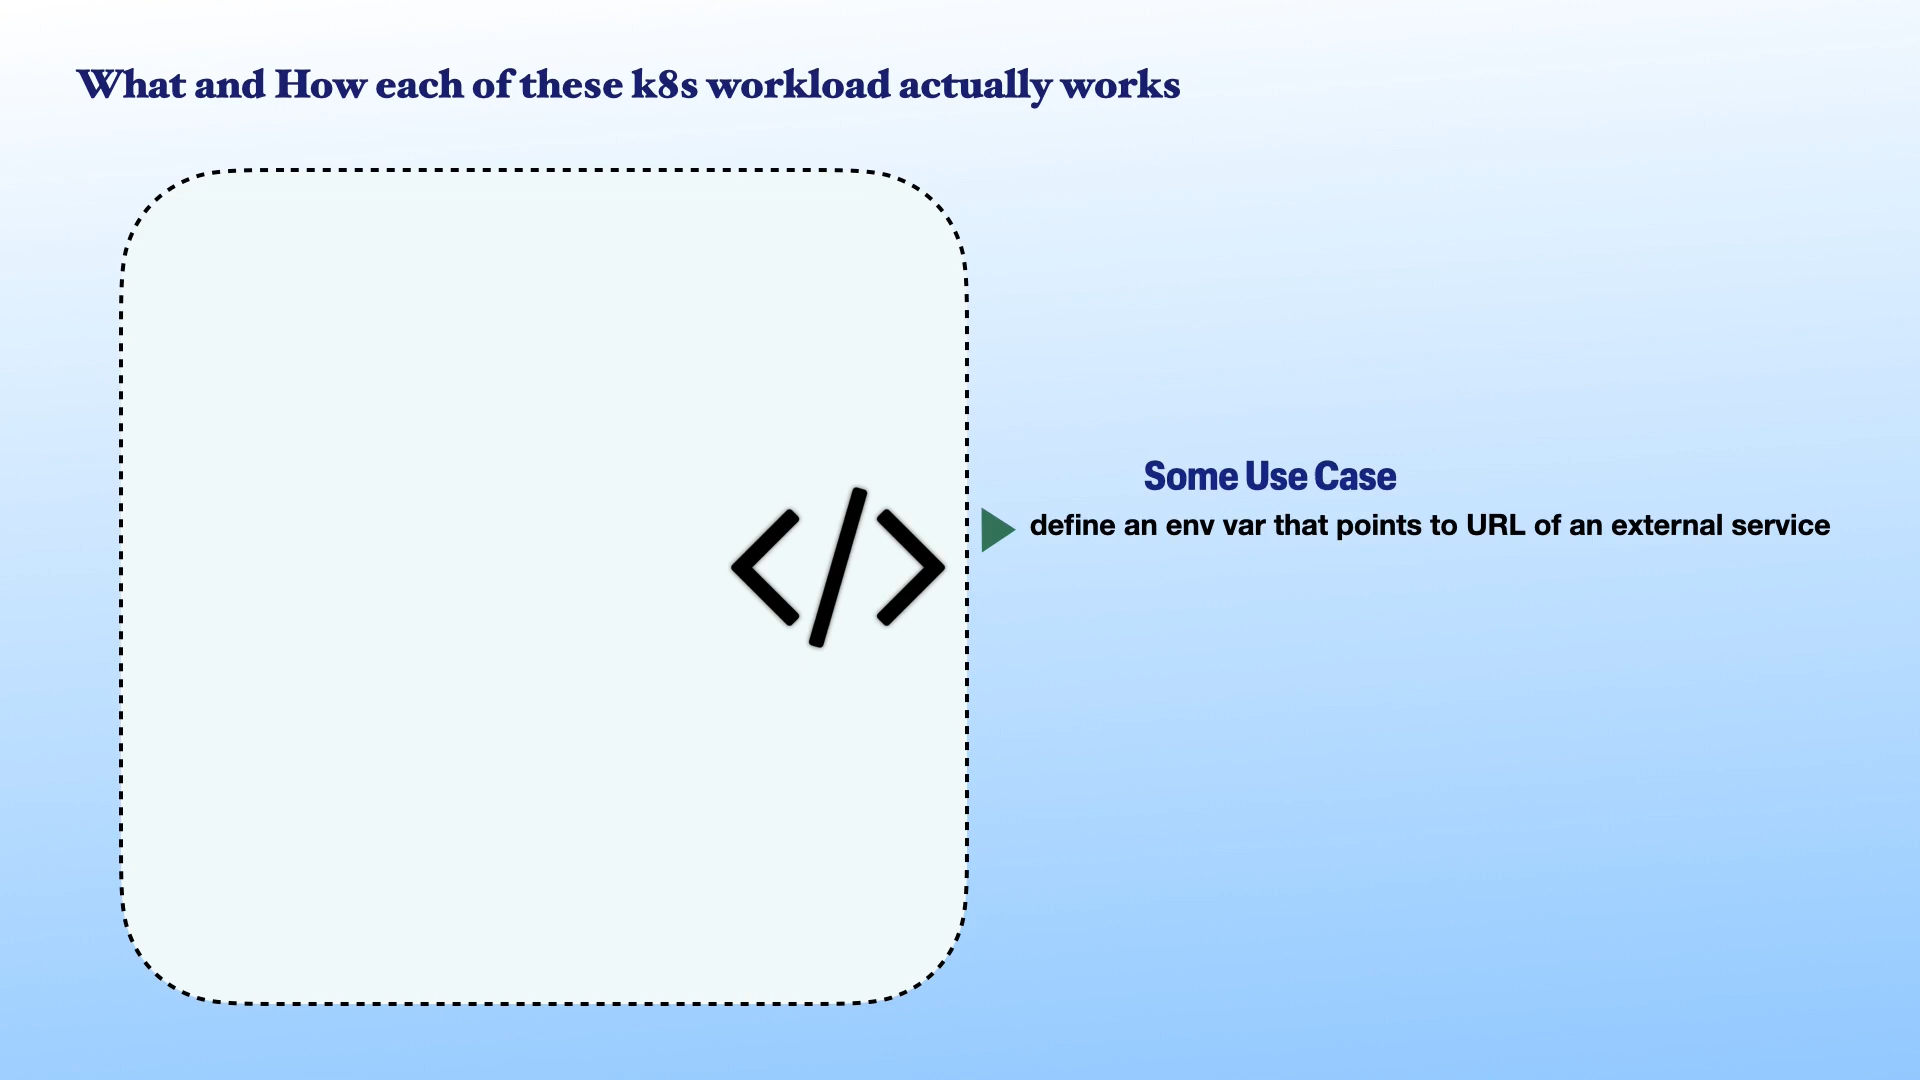 What and How each of these k8s workload actually works
Some Use Case
define an env var that points to URL of an external service